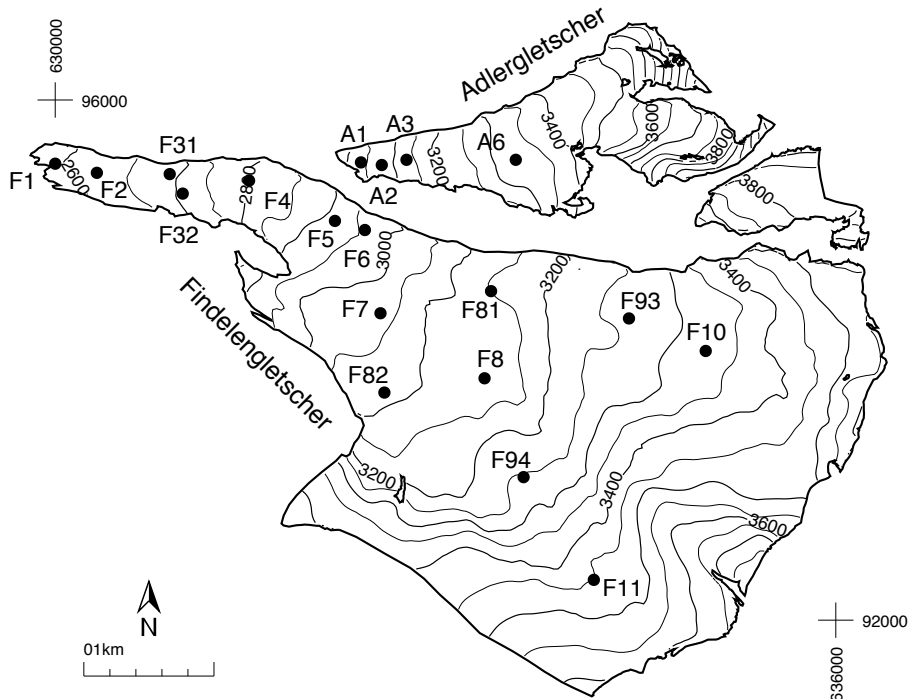 630000
96000
Adlergletscher
A1
A3
A2
3200
A6
3400
3600
3800
3800
F1
2600
F2
F31
F32
2800
F4
F5
F6
3000
F7
F81
3200
F93
3400
F10
F82
F8
Findelengletscher
3200
F94
3400
3600
F11
N
01km
92000
636000